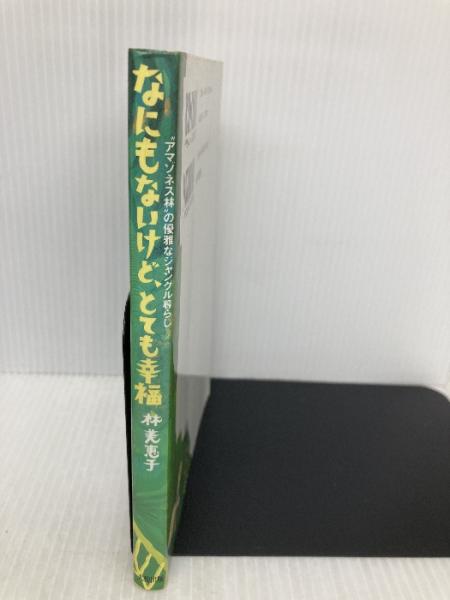 なにもないけど、とても幸福
"アマゾネス林"の優雅なジャングル暮らし
林美恵子